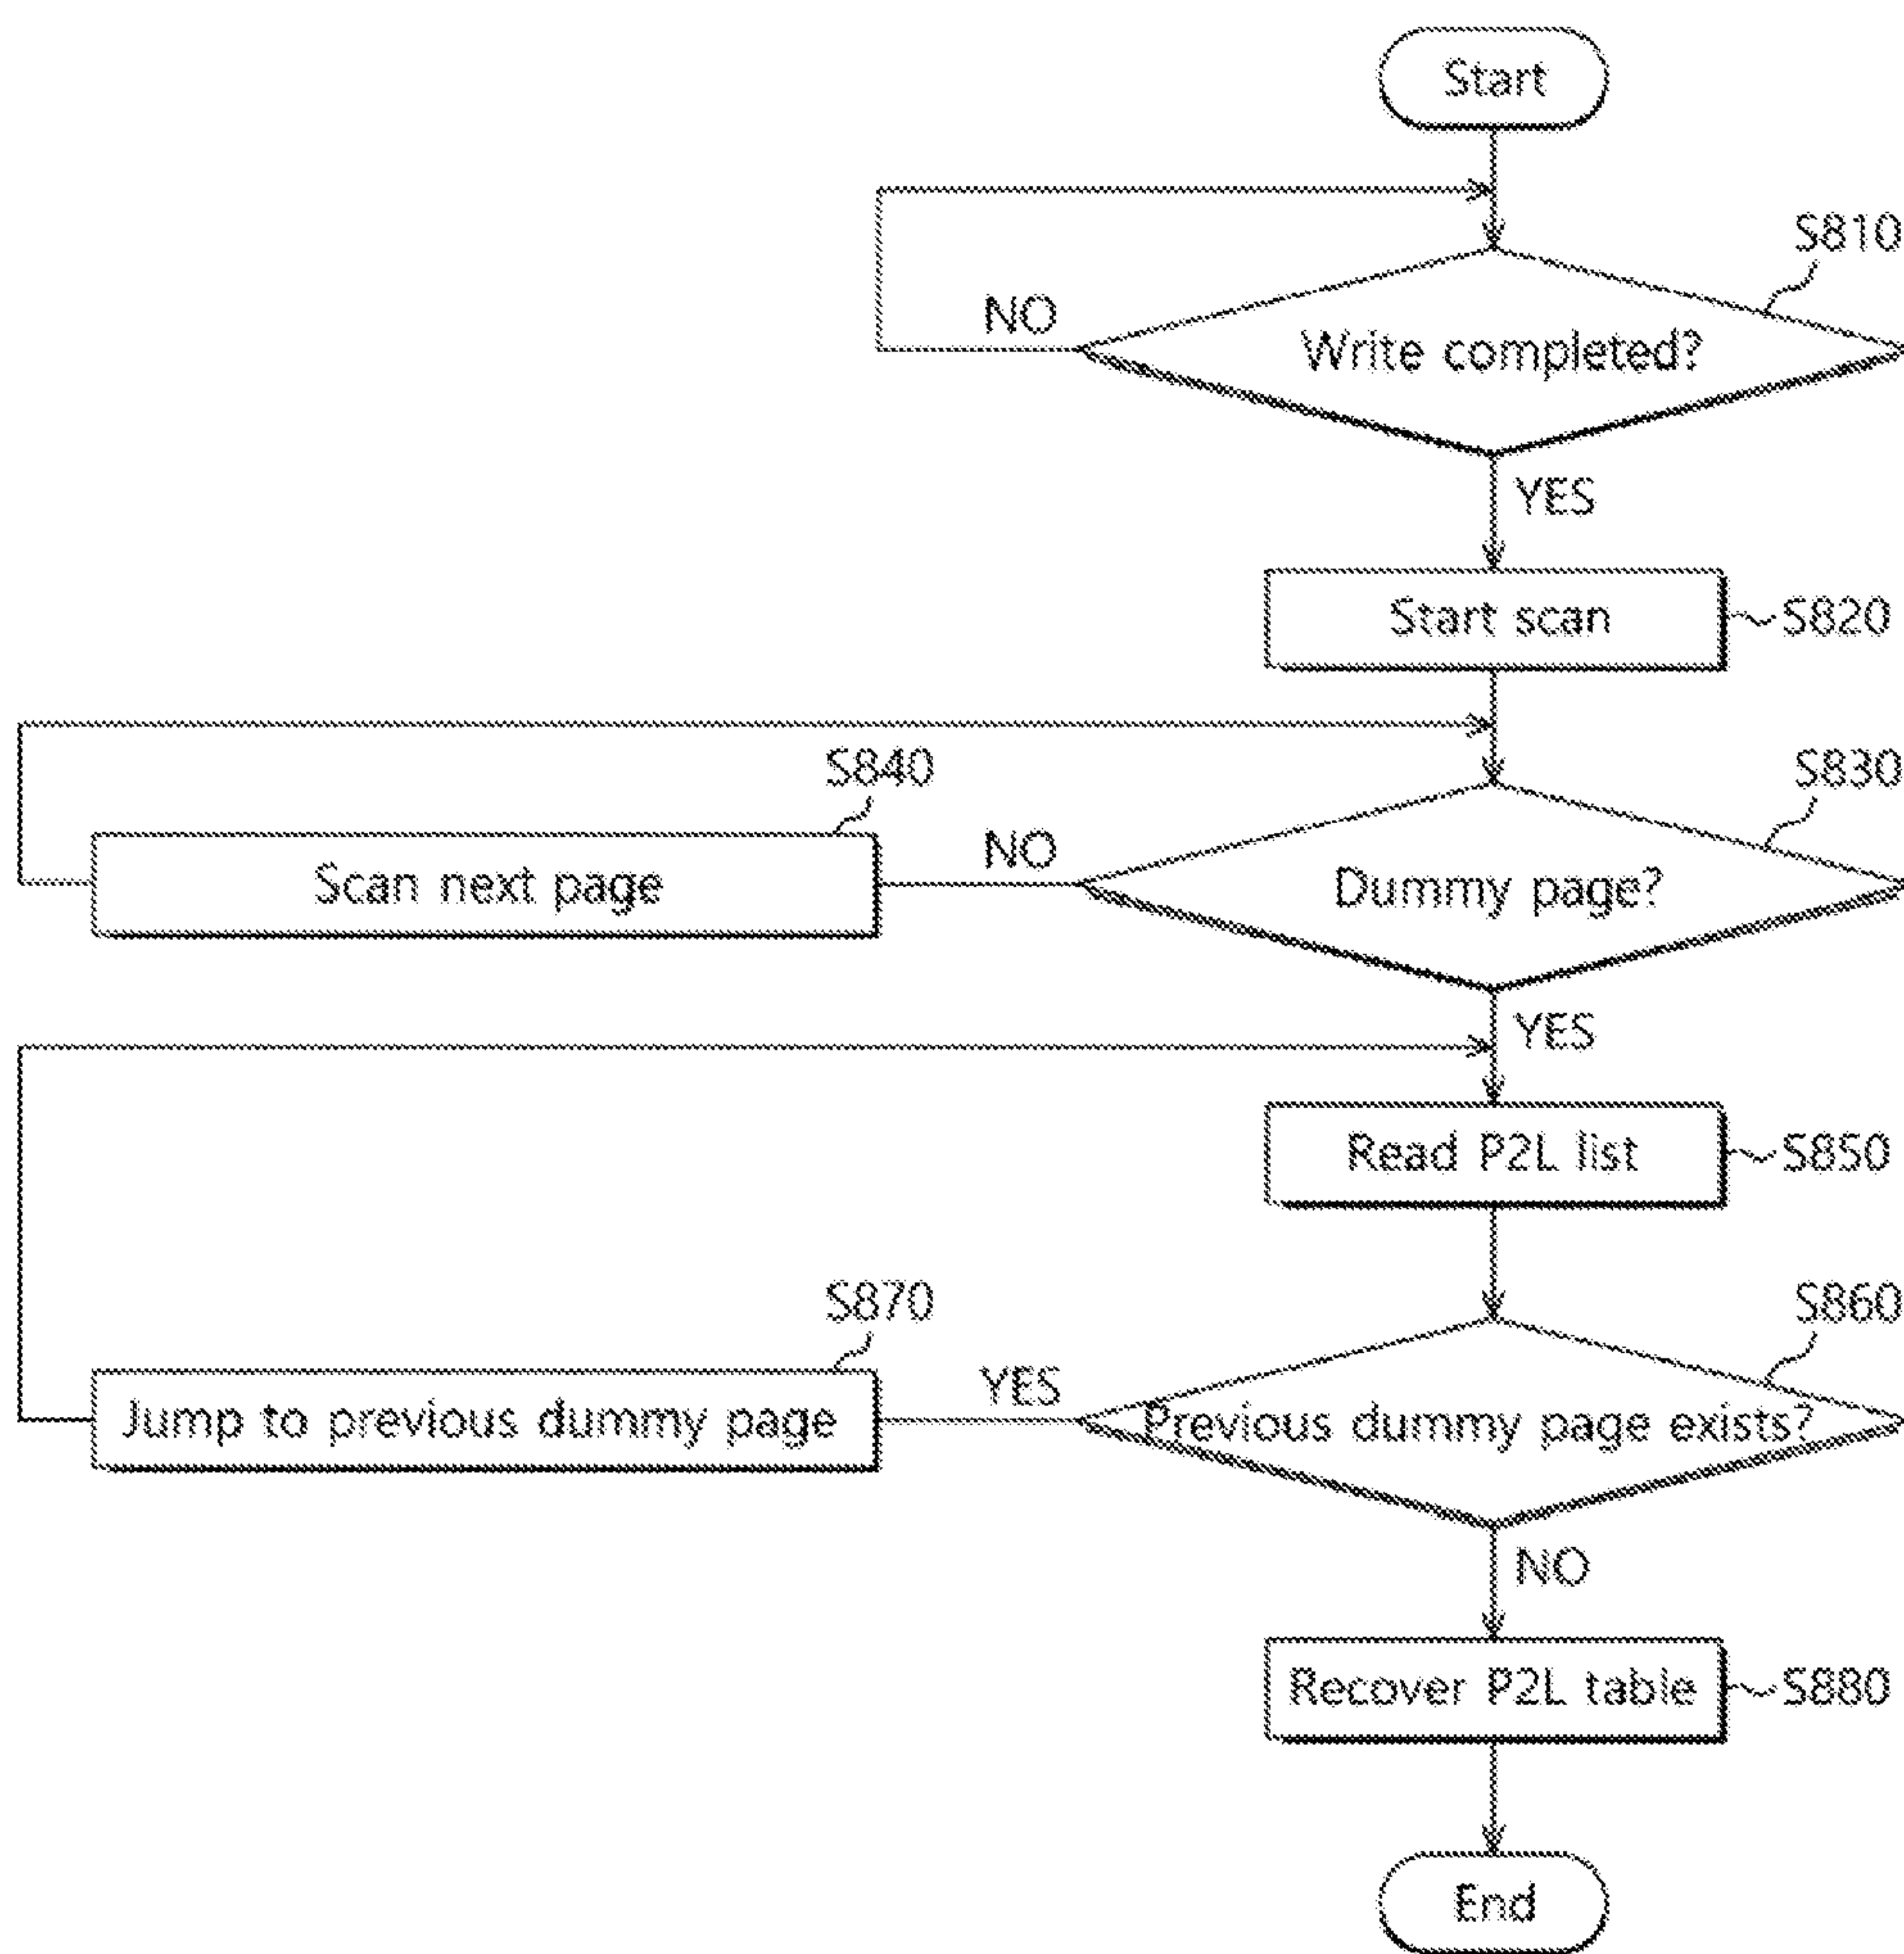 Start
S810
NO
Write completed?
YES
Start scan
S820
S840
S830
Scan next page
NO
Dummy page?
YES
Read P2L list
S850
S870
S860
Jump to previous dummy page
YES
Previous dummy page exists?
NO
Recover P2L table
S880
End